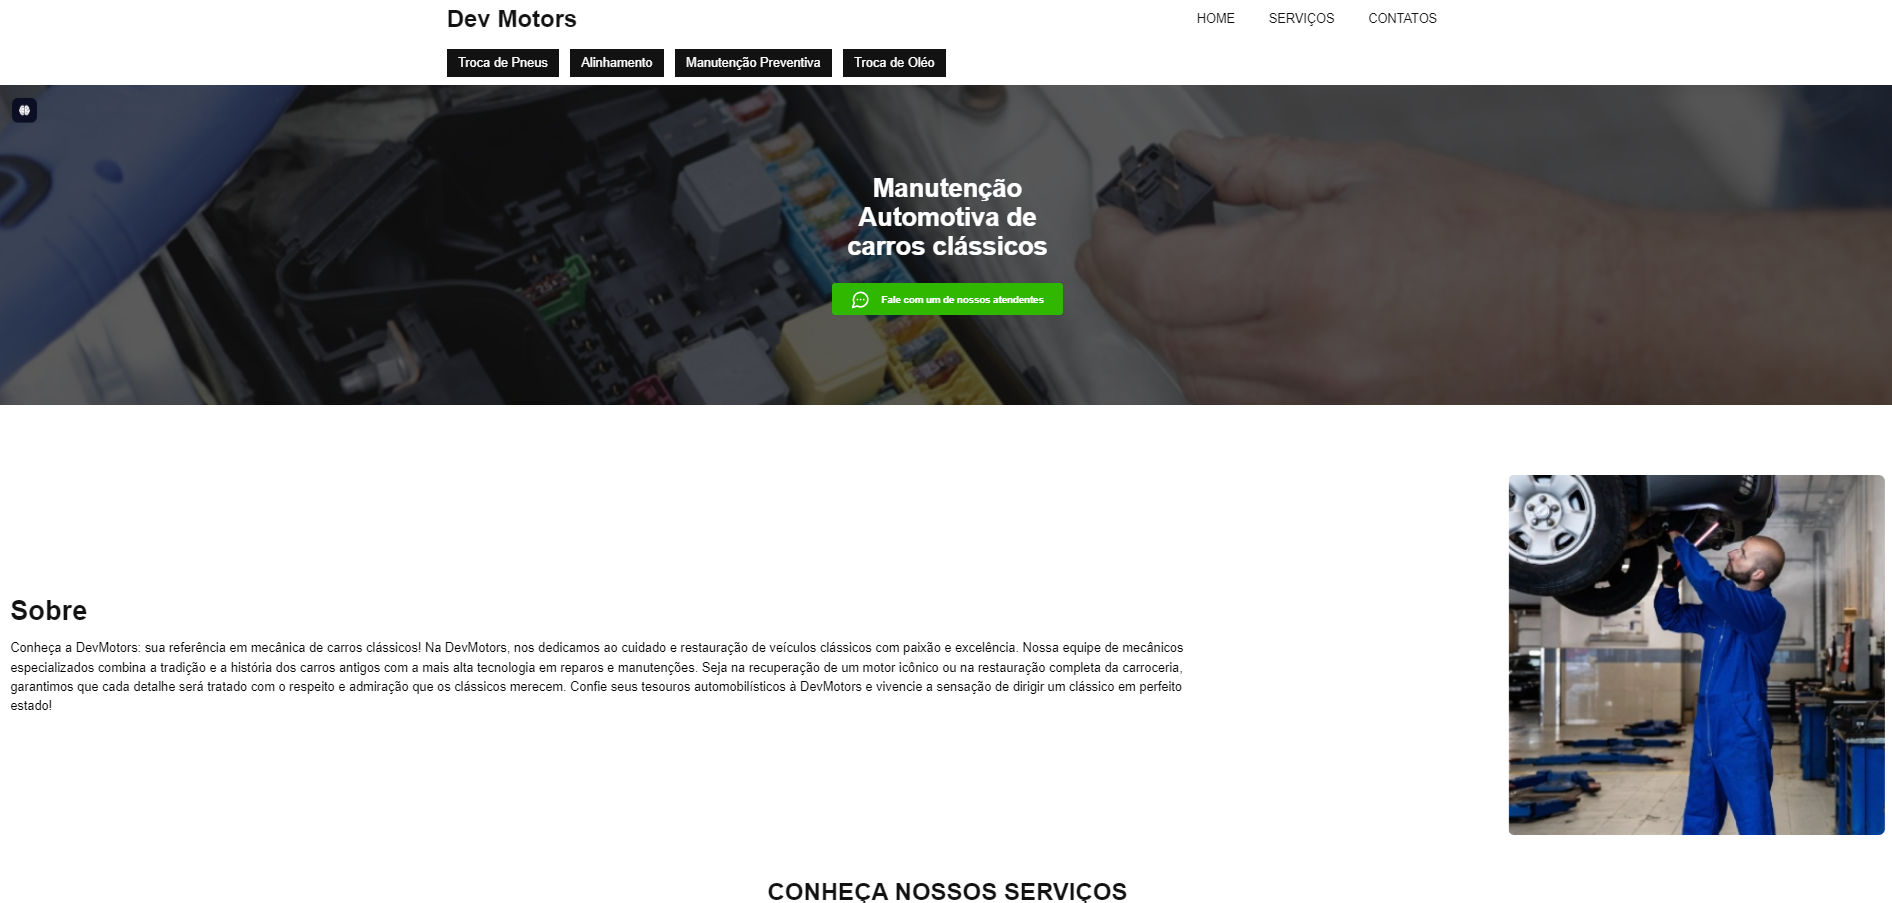 Dev Motors
HOME SERVIÇOS CONTATOS
Troca de Pneus Alinhamento Manutenção Preventiva Troca de Oléo
Manutenção
Automotiva de
carros clássicos
Fale com um de nossos atendentes
Sobre
Conheça a DevMotors: sua referência em mecânica de carros clássicos! Na DevMotors, nos dedicamos ao cuidado e restauração de veículos clássicos com paixão e excelência. Nossa equipe de mecânicos
especializados combina a tradição e a história dos carros antigos com a mais alta tecnologia em reparos e manutenções. Seja na recuperação de um motor icônico ou na restauração completa da carroceria,
garantimos que cada detalhe será tratado com o respeito e admiração que os clássicos merecem. Confie seus tesouros automobilísticos à DevMotors e vivencie a sensação de dirigir um clássico em perfeito
estado!
CONHEÇA NOSSOS SERVIÇOS